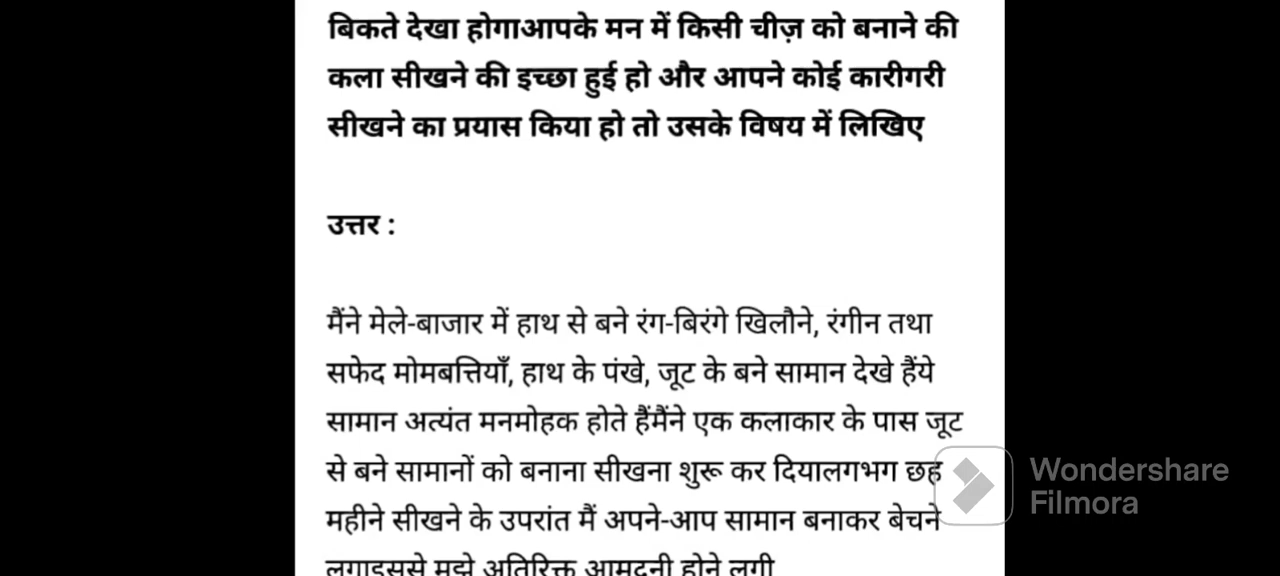 बिकते देखा होगाआपके मन में किसी चीज़ को बनाने की
कला सीखने की इच्छा हुई हो और आपने कोई कारीगरी
सीखने का प्रयास किया हो तो उसके विषय में लिखिए
उत्तर :
मैंने मेले-बाजार में हाथ से बने रंग-बिरंगे खिलौने, रंगीन तथा
सफेद मोमबत्तियाँ, हाथ के पंखे, जूट के बने सामान देखे हैंये
सामान अत्यंत मनमोहक होते हैंमैंने एक कलाकार के पास जूट
से बने सामानों को बनाना सीखना शुरू कर दियालगभग छह
महीने सीखने के उपरांत मैं अपने-आप सामान बनाकर बेचने
लगाइससे मुझे अतिरिक्त आमदनी होने लगी
Wondershare
Filmora